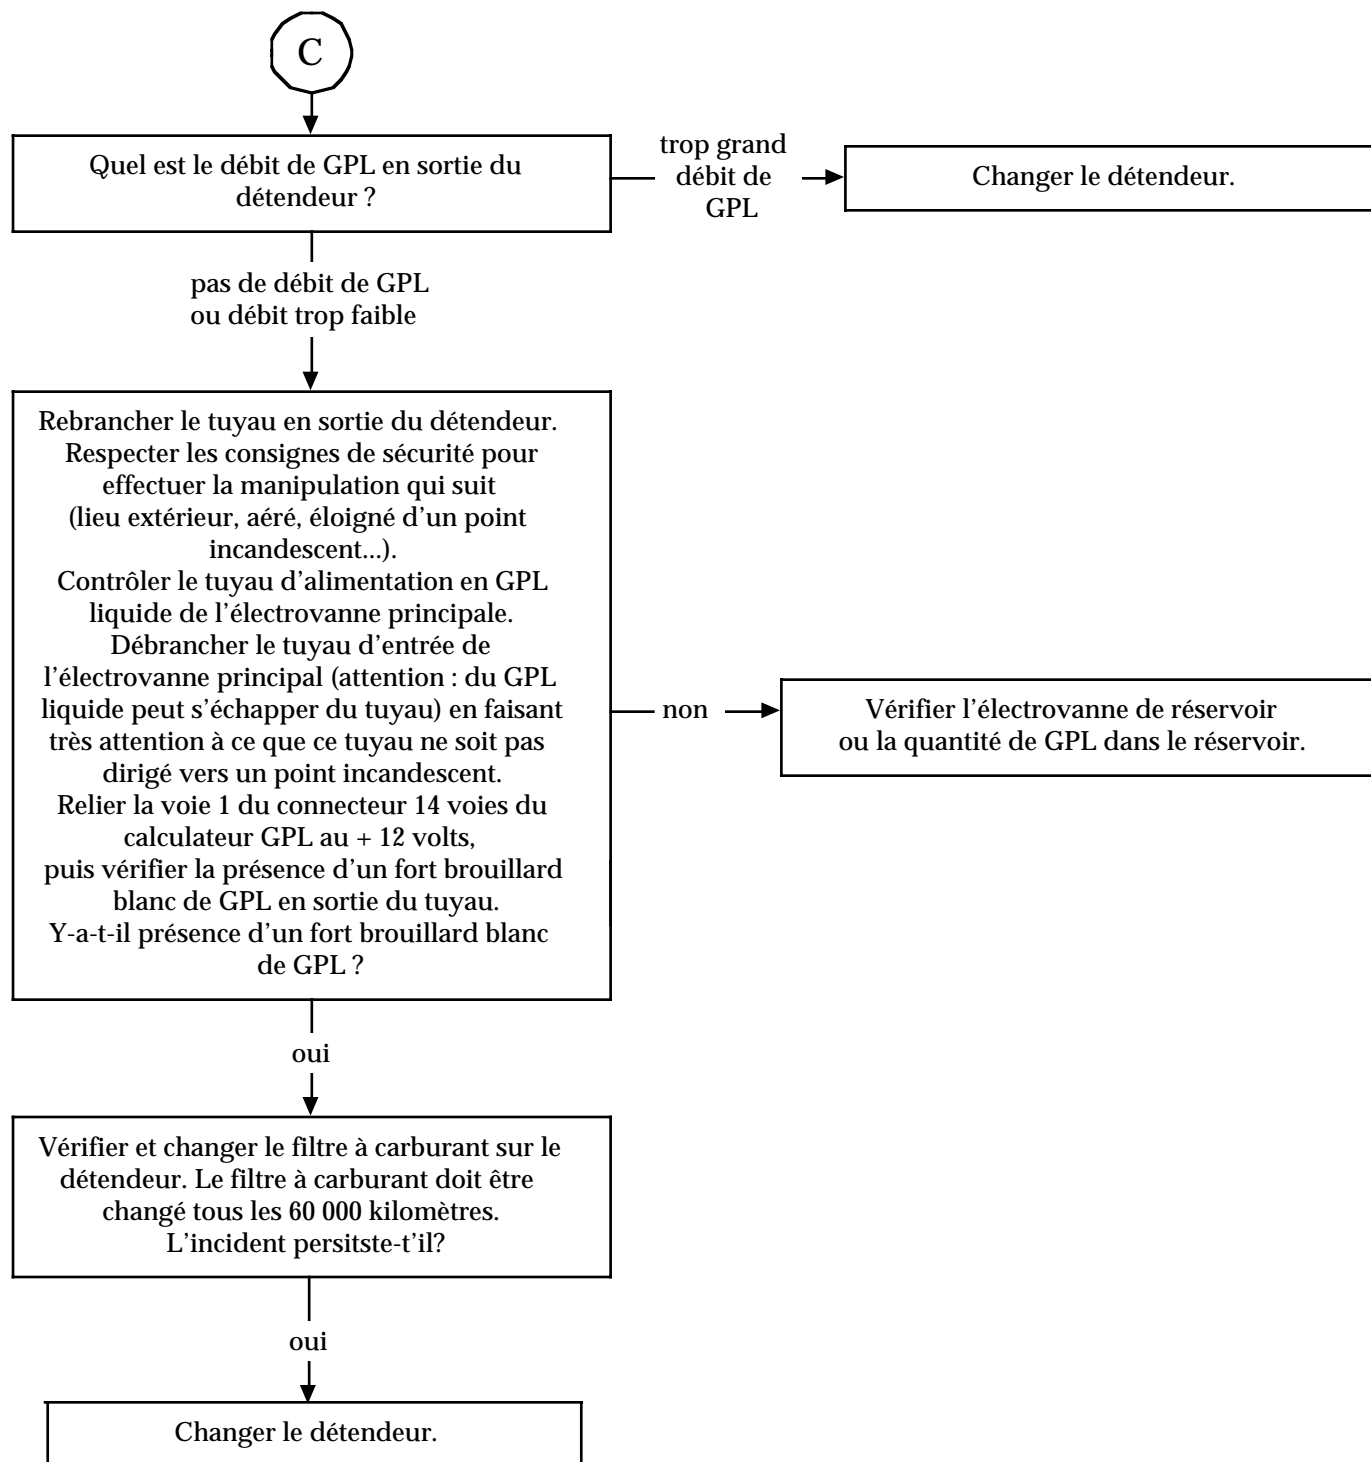 C
Quel est le débit de GPL en sortie du
détendeur ?
trop grand
débit de
GPL
Changer le détendeur.
pas de débit de GPL
ou débit trop faible
Rebrancher le tuyau en sortie du détendeur.
Respecter les consignes de sécurité pour
effectuer la manipulation qui suit
(lieu extérieur, aéré, éloigné d’un point
incandescent...).
Contrôler le tuyau d’alimentation en GPL
liquide de l’électrovanne principale.
Débrancher le tuyau d’entrée de
l’électrovanne principal (attention : du GPL
liquide peut s’échapper du tuyau) en faisant
très attention à ce que ce tuyau ne soit pas
dirigé vers un point incandescent.
Relier la voie 1 du connecteur 14 voies du
calculateur GPL au + 12 volts,
puis vérifier la présence d’un fort brouillard
blanc de GPL en sortie du tuyau.
Y-a-t-il présence d’un fort brouillard blanc
de GPL ?
non
Vérifier l’électrovanne de réservoir
ou la quantité de GPL dans le réservoir.
oui
Vérifier et changer le filtre à carburant sur le
détendeur. Le filtre à carburant doit être
changé tous les 60 000 kilomètres.
L’incident persitste-t’il?
oui
Changer le détendeur.